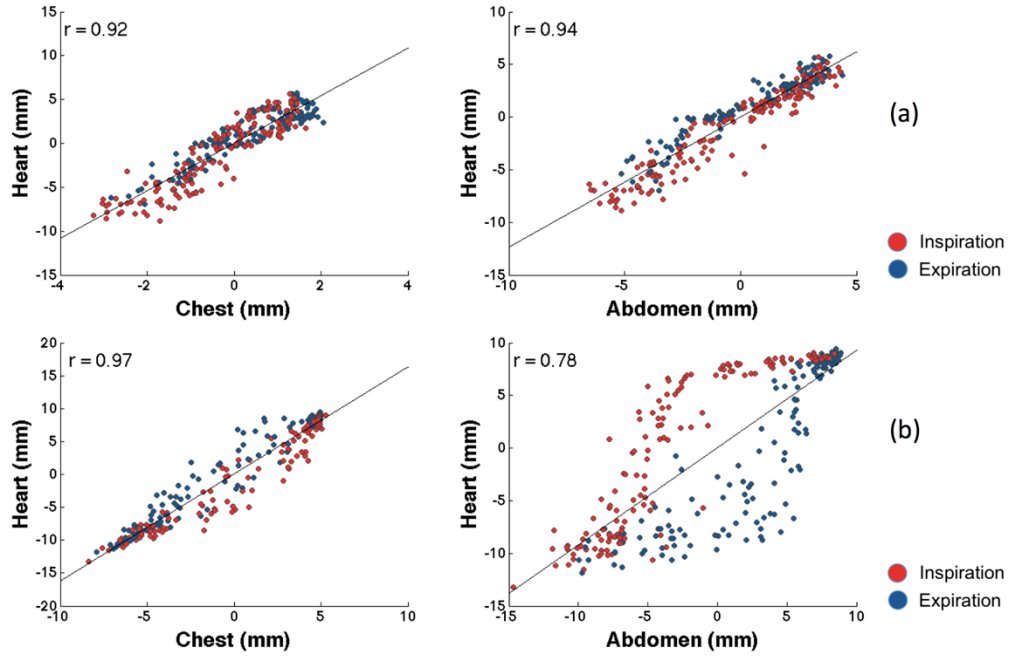 r = 0.92
15
10
5
0
-5
-10
-15
-4
-2
0
2
4
Heart (mm)
Chest (mm)
r = 0.94
10
5
0
-5
-10
-15
-10
-5
0
5
Heart (mm)
Abdomen (mm)
(a)
Inspiration
Expiration
r = 0.97
20
15
10
5
0
-5
-10
-15
-20
-10
-5
0
5
10
Heart (mm)
Chest (mm)
r = 0.78
10
5
0
-5
-10
-15
-15
-10
-5
0
5
10
Heart (mm)
Abdomen (mm)
(b)
Inspiration
Expiration